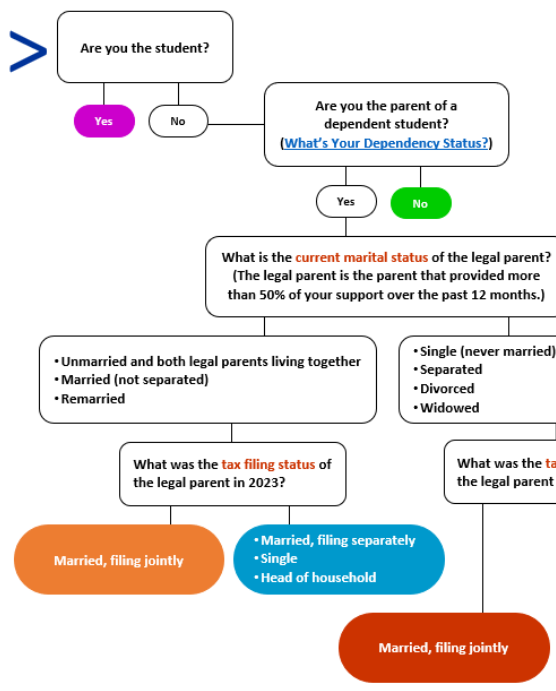 >
Are you the student?
Yes
No
Are you the parent of a
dependent student?
(What's Your Dependency Status?)
Yes
No
What is the current marital status of the legal parent?
(The legal parent is the parent that provided more
than 50% of your support over the past 12 months.)
• Unmarried and both legal parents living together
• Married (not separated)
• Remarried
• Single (never married)
• Separated
• Divorced
• Widowed
What was the tax filing status of
the legal parent in 2023?
What was the ta
the legal parent
Married, filing jointly
• Married, filing separately
• Single
• Head of household
Married, filing jointly